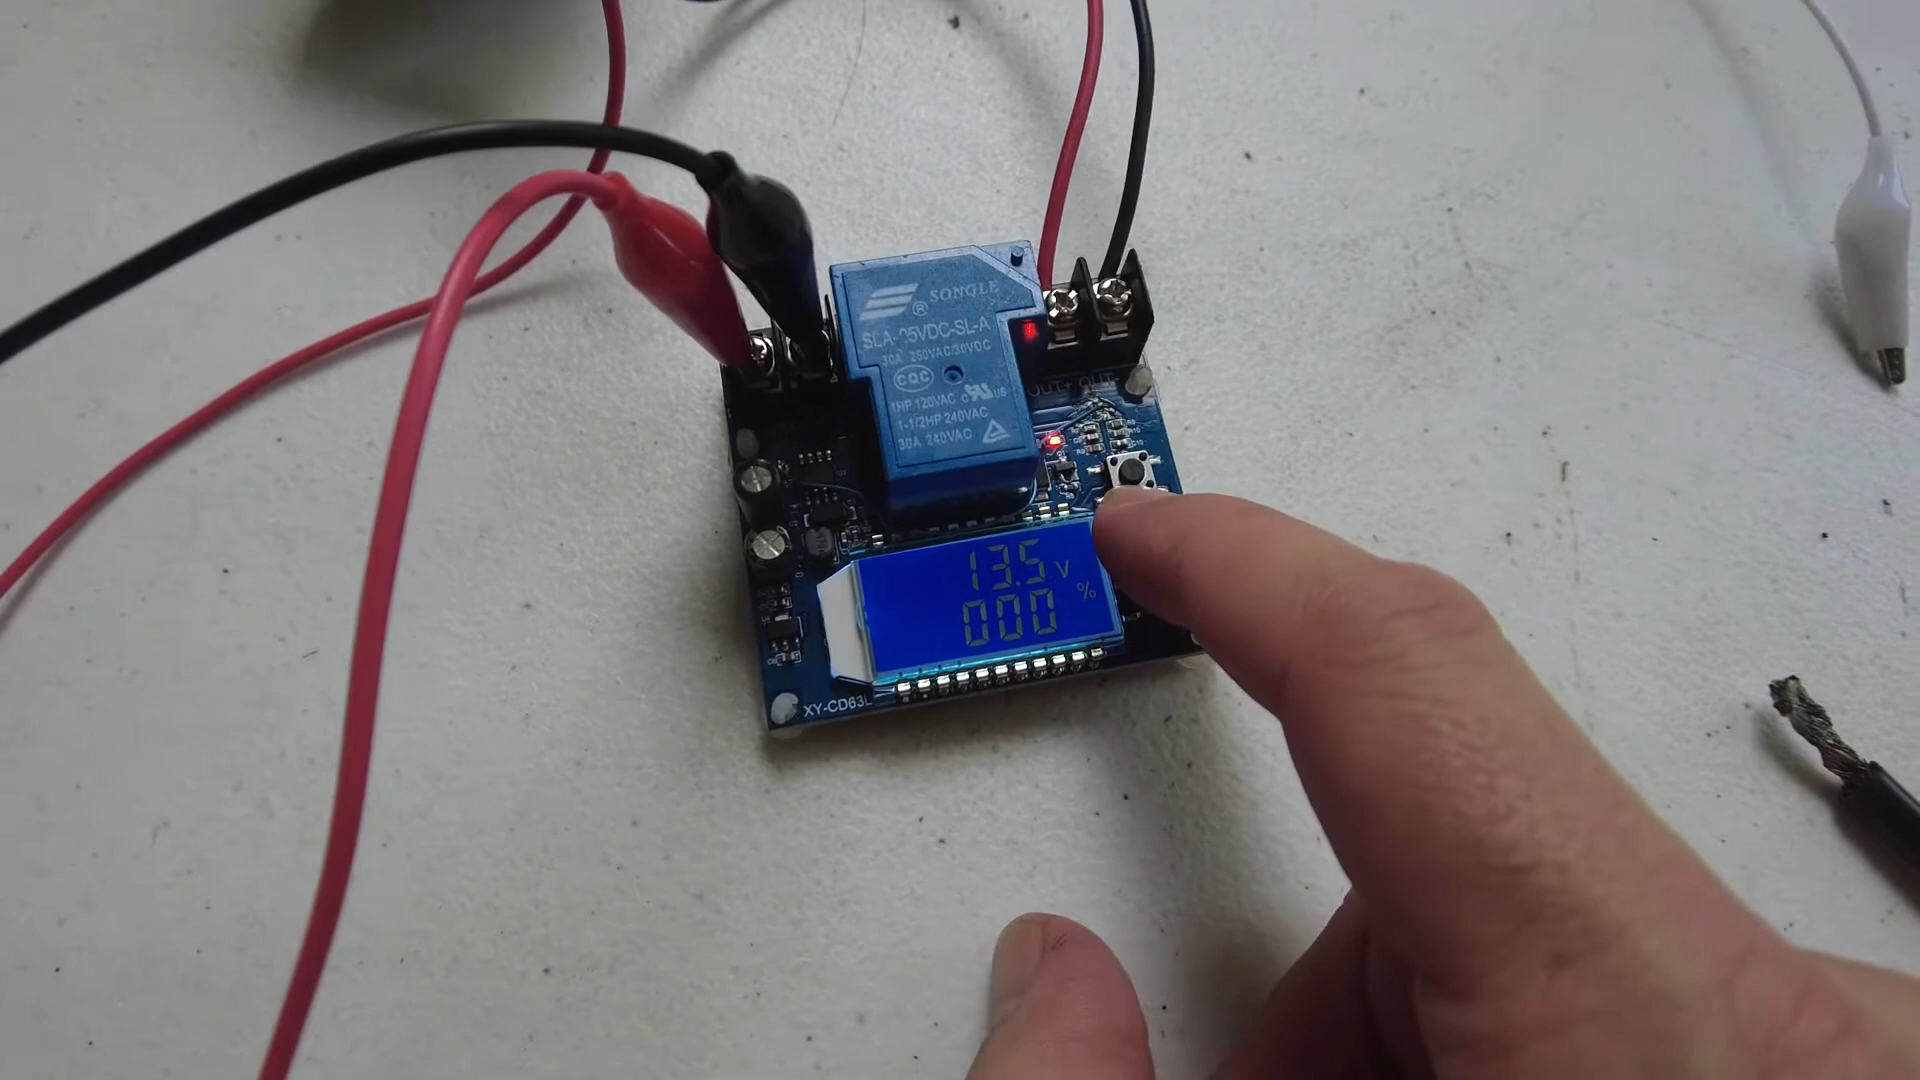 ® SONGLE
SLA-05VDC-SL-A
30A 250VAC/30VDC
CQC
c US
1HP 120VAC
1-1/2HP 240VAC
30A 240VAC
OUT+ OUT-
13.5 V
000 %
XY-CD63L